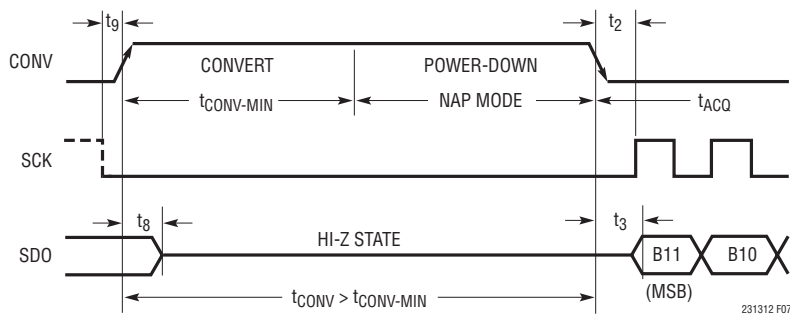 t9
t2
CONV
CONVERT
POWER-DOWN
tCONV-MIN
NAP MODE
tACQ
SCK
t8
HI-Z STATE
t3
SDO
B11
B10
(MSB)
tCONV > tCONV-MIN
231312 F07